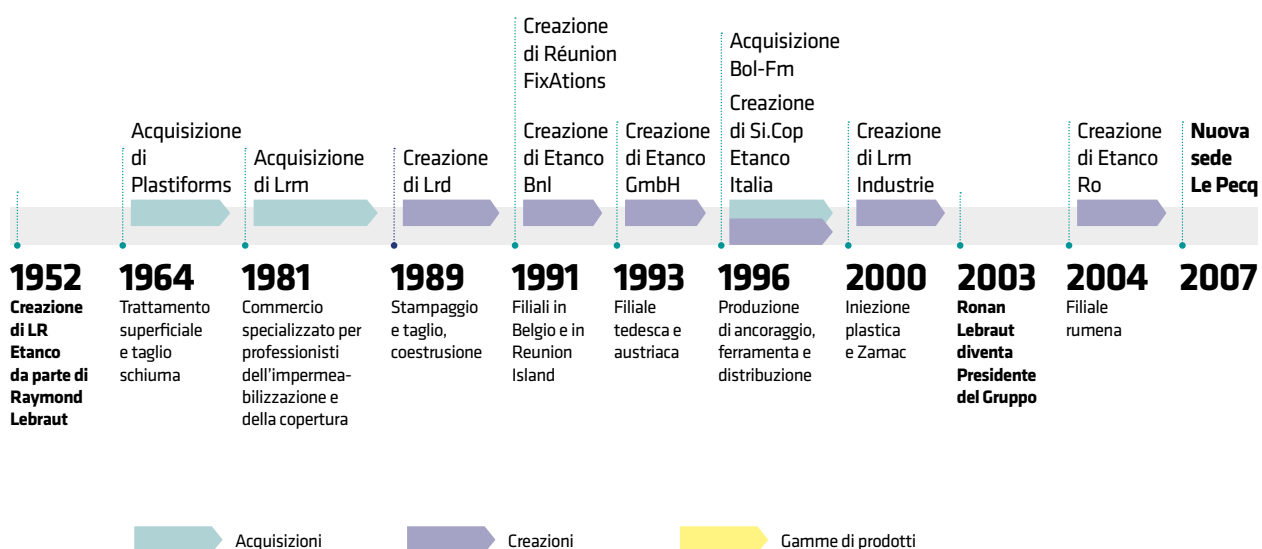 Creazione
di Réunion
FixAtions
Acquisizione
Bol-Fm
Acquisizione
di
Plastiforms
Acquisizione
di Lrm
Creazione
di Lrd
Creazione
di Etanco
Bnl
Creazione
di Etanco
GmbH
Creazione
di Si.Cop
Etanco
Italia
Creazione
di Lrm
Industrie
Creazione
di Etanco
Ro
Nuova
sede
Le Pecq
1952
Creazione
di LR
Etanco
da parte di
Raymond
Lebraut
1964
Trattamento
superficiale
e taglio
schiuma
1981
Commercio
specializzato per
professionisti
dell'impermea-
bilizzazione e
della copertura
1989
Stampaggio
e taglio,
coestrusione
1991
Filiali in
Belgio e in
Reunion
Island
1993
Filiale
tedesca e
austriaca
1996
Produzione
di ancoraggio,
ferramenta e
distribuzione
2000
Iniezione
plastica
e Zamac
2003
Ronan
Lebraut
diventa
Presidente
del Gruppo
2004
Filiale
rumena
2007
Acquisizioni
Creazioni
Gamme di prodotti